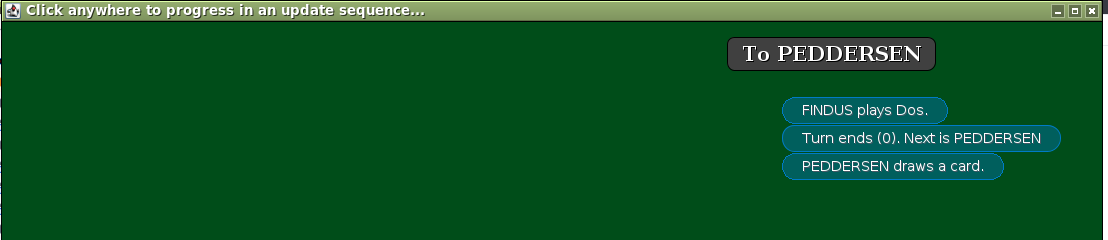 Click anywhere to progress in an update sequence...
To PEDDERSEN
FINDUS plays Dos.
Turn ends (0). Next is PEDDERSEN
PEDDERSEN draws a card.